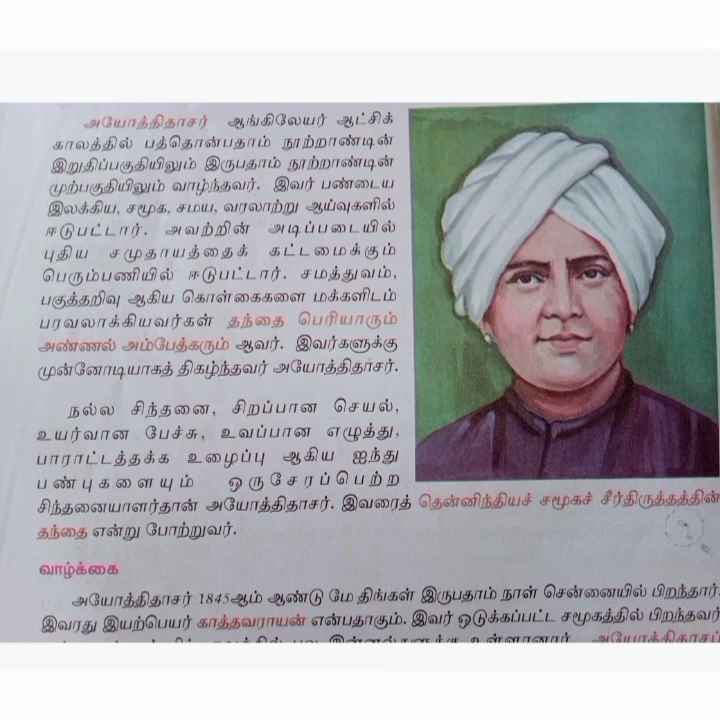 அயோத்திதாசர் ஆங்கிலேயர் ஆட்சிக்
காலத்தில் பத்தொன்பதாம் நூற்றாண்டின்
இறுதிப்பகுதியிலும் இருபதாம் நூற்றாண்டின்
முற்பகுதியிலும் வாழ்ந்தவர். இவர் பண்டைய
இலக்கிய, சமூக, சமய, வரலாற்று ஆய்வுகளில்
ஈடுபட்டார். அவற்றின் அடிப்படையில்
புதிய சமுதாயத்தைக் கட்டமைக்கும்
பெரும்பணியில் ஈடுபட்டார். சமத்துவம்,
பகுத்தறிவு ஆகிய கொள்கைகளை மக்களிடம்
பரவலாக்கியவர்கள் தந்தை பெரியாரும்
அண்ணல் அம்பேத்கரும் ஆவர். இவர்களுக்கு
முன்னோடியாகத் திகழ்ந்தவர் அயோத்திதாசர்.
நல்ல சிந்தனை, சிறப்பான செயல்,
உயர்வான பேச்சு, உவப்பான எழுத்து,
பாராட்டத்தக்க உழைப்பு ஆகிய ஐந்து
பண்புகளையும் ஒருசேரப்பெற்ற
சிந்தனையாளர்தான் அயோத்திதாசர். இவரைத் தென்னிந்தியச் சமூகச் சீர்திருத்தத்தின்
தந்தை என்று போற்றுவர்.
வாழ்க்கை
அயோத்திதாசர் 1845ஆம் ஆண்டு மே திங்கள் இருபதாம் நாள் சென்னையில் பிறந்தார்.
இவரது இயற்பெயர் காத்தவராயன் என்பதாகும். இவர் ஒடுக்கப்பட்ட சமூகத்தில் பிறந்தவர்